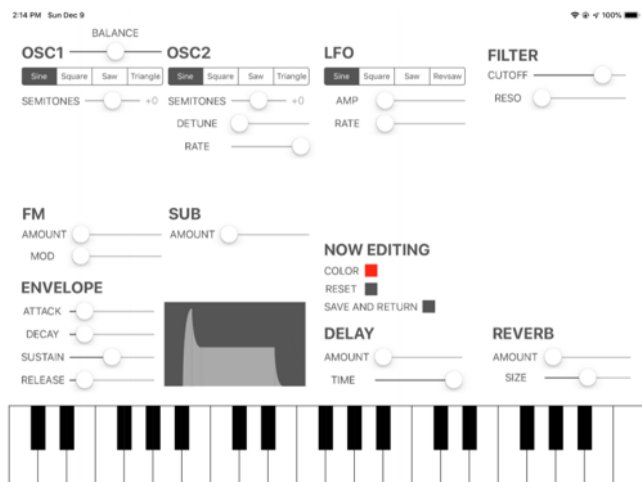 2:14 PM Sun Dec 9
100%
BALANCE
OSC1
OSC2
LFO
FILTER
Sine Square Saw Triangle
Sine Square Saw Triangle
Sine Square Saw Revsaw
CUTOFF
SEMITONES +0
SEMITONES +0
AMP
RESO
DETUNE
RATE
RATE
FM
SUB
AMOUNT
AMOUNT
MOD
NOW EDITING
COLOR
RESET
SAVE AND RETURN
ENVELOPE
ATTACK
DECAY
SUSTAIN
RELEASE
DELAY
AMOUNT
TIME
REVERB
AMOUNT
SIZE